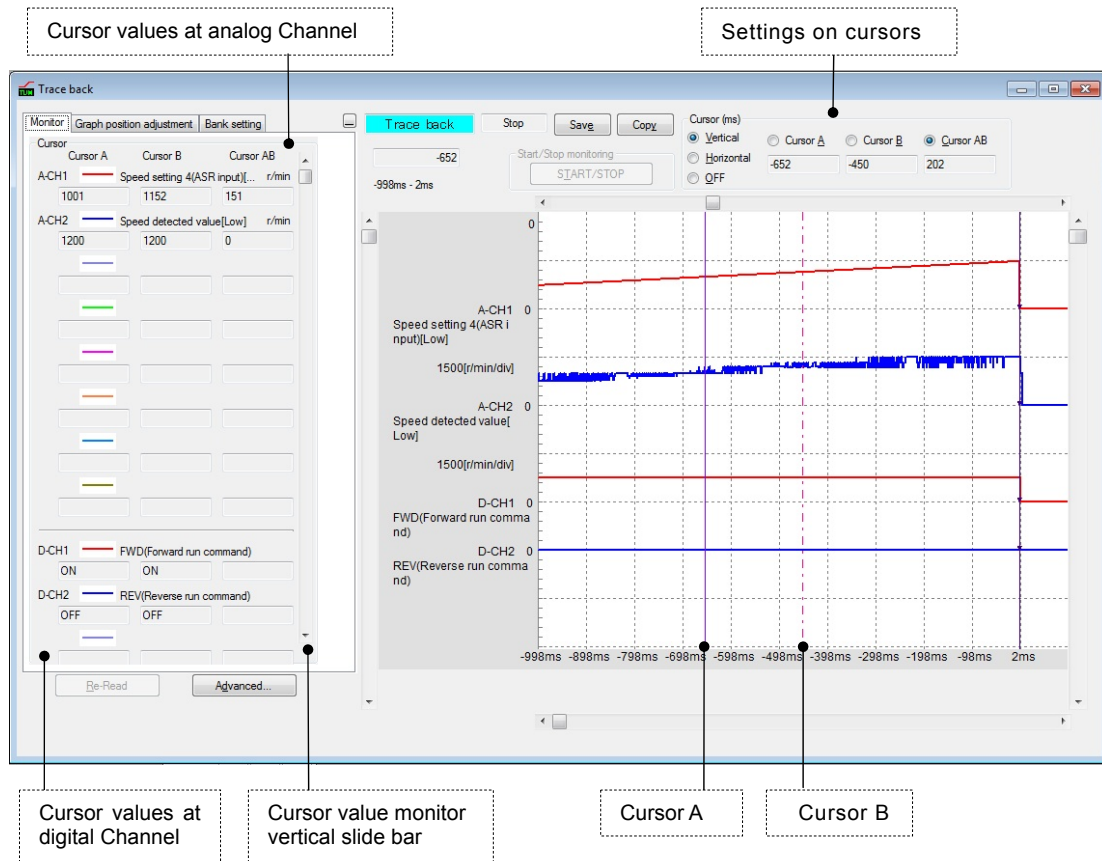 Cursor values at analog Channel
Settings on cursors
Trace back
Monitor
Graph position adjustment
Bank setting
Cursor
Cursor A
Cursor B
Cursor AB
A-CH1
Speed setting 4(ASR input)[...
r/min
1001
1152
151
A-CH2
Speed detected value[Low]
r/min
1200
1200
0
D-CH1
FWD(Forward run command)
ON
ON
D-CH2
REV(Reverse run command)
OFF
OFF
Re-Read
Advanced...
Trace back
Stop
Save
Copy
-652
Start/Stop monitoring
START/STOP
-998ms - 2ms
Cursor (ms)
Vertical
Horizontal
OFF
Cursor A
Cursor B
Cursor AB
-652
-450
202
0
A-CH1 0
Speed setting 4(ASR i
nput)[Low]
1500[r/min/div]
A-CH2 0
Speed detected value[
Low]
1500[r/min/div]
D-CH1 0
FWD(Forward run comma
nd)
D-CH2 0
REV(Reverse run comma
nd)
-998ms -898ms -798ms -698ms -598ms -498ms -398ms -298ms -198ms -98ms 2ms
Cursor values at
digital Channel
Cursor value monitor
vertical slide bar
Cursor A
Cursor B